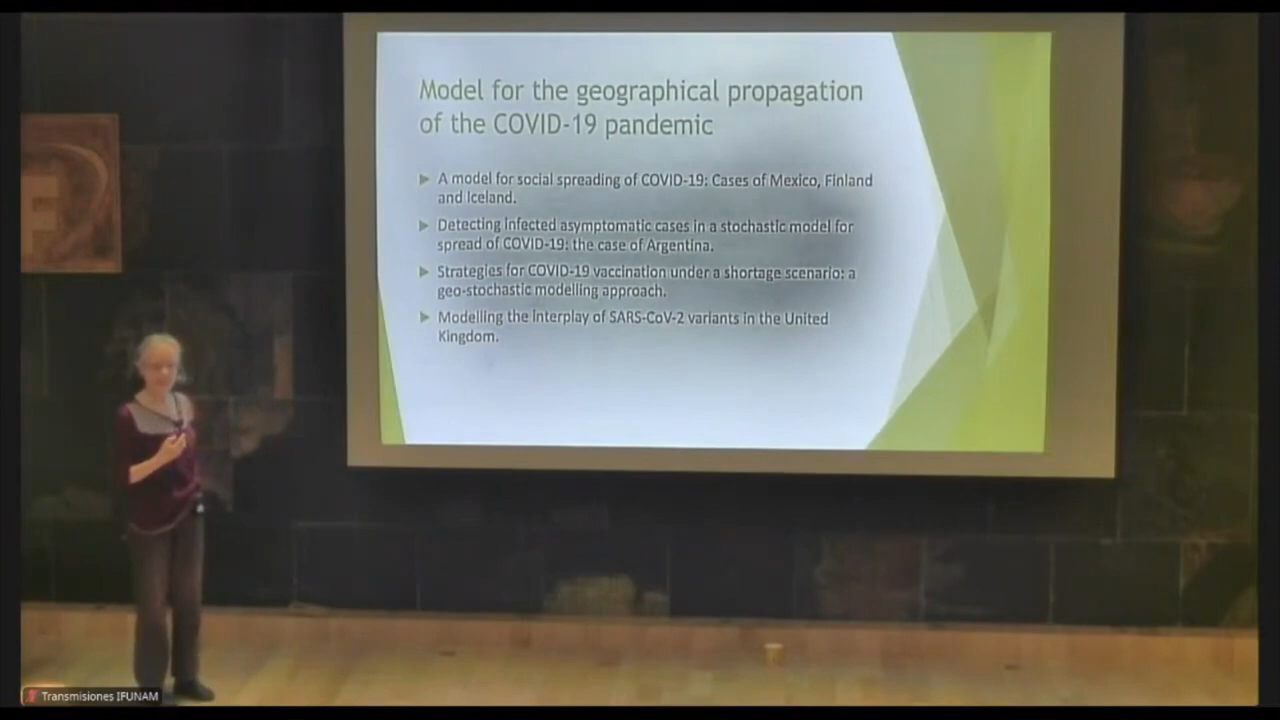 Model for the geographical propagation
of the COVID-19 pandemic
A model for social spreading of COVID-19: Cases of Mexico, Finland
and Iceland.
Detecting infected asymptomatic cases in a stochastic model for
spread of COVID-19: the case of Argentina.
Strategies for COVID-19 vaccination under a shortage scenario: a
geo-stochastic modelling approach.
Modelling the interplay of SARS-CoV-2 variants in the United
Kingdom.
F
Transmisiones IFUNAM